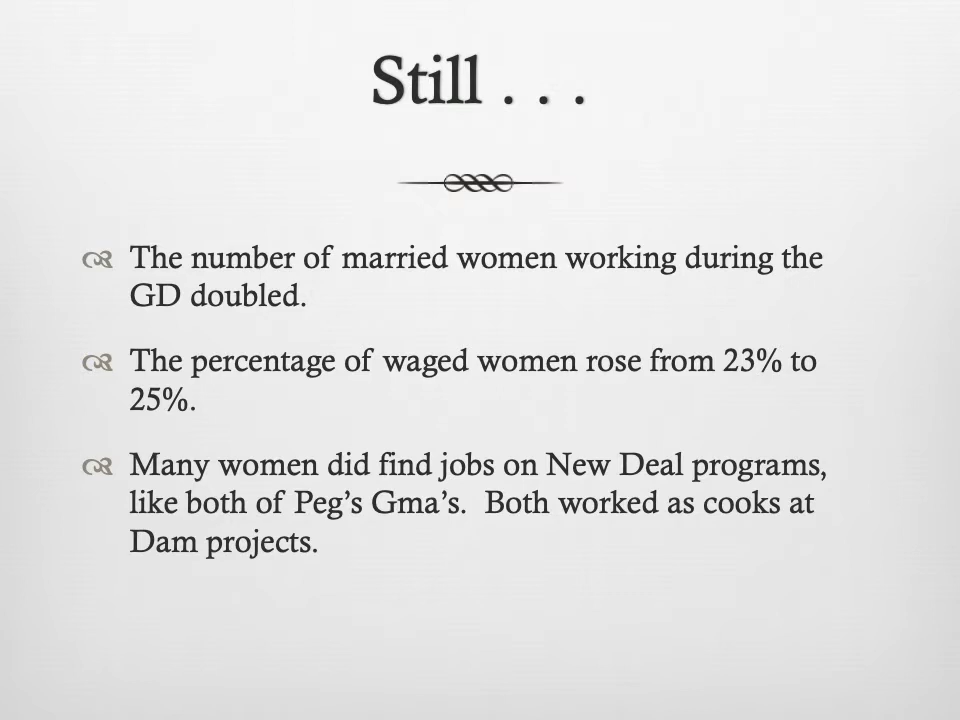 Still . . .
The number of married women working during the
GD doubled.
The percentage of waged women rose from 23% to
25%.
Many women did find jobs on New Deal programs,
like both of Peg’s Gma’s.  Both worked as cooks at
Dam projects.